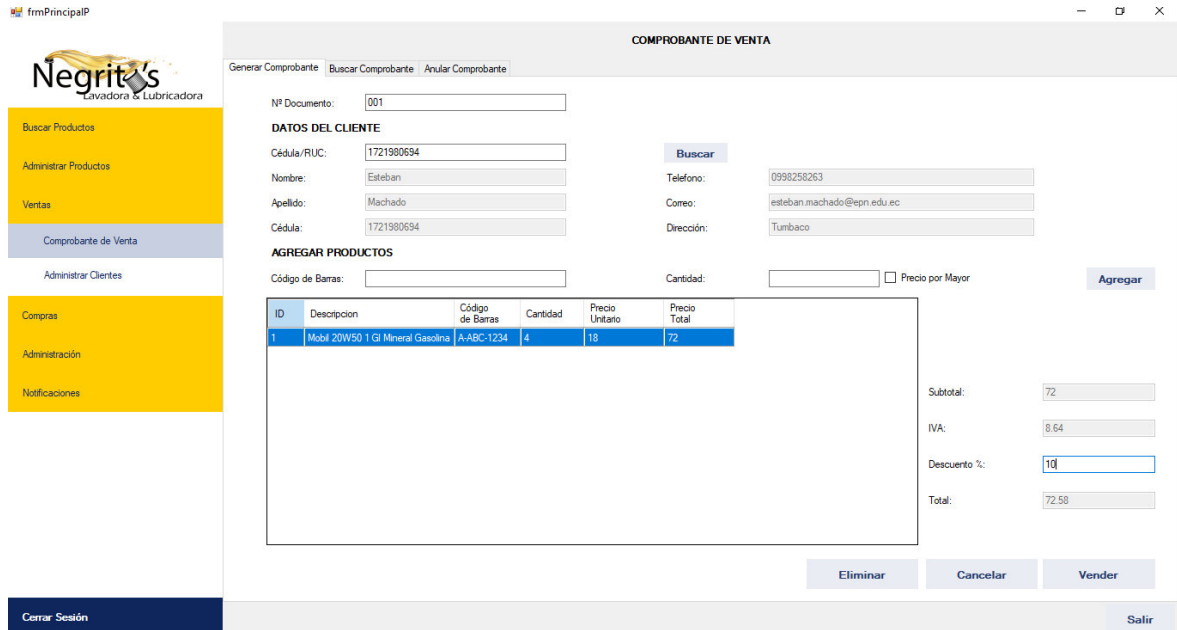 frmPrincipalP
Negrito's
Lavadora & Lubricadora
Buscar Productos
Administrar Productos
Ventas
Comprobante de Venta
Administrar Clientes
Compras
Administración
Notificaciones
Cerrar Sesión
COMPROBANTE DE VENTA
Generar Comprobante Buscar Comprobante Anular Comprobante
Nº Documento: 001
DATOS DEL CLIENTE
Cédula/RUC: 1721980694 Buscar
Nombre: Esteban Telefono: 0998258263
Apellido: Machado Correo: esteban.machado@epn.edu.ec
Cédula: 1721980694 Dirección: Tumbaco
AGREGAR PRODUCTOS
Código de Barras: Cantidad: Precio por Mayor Agregar
ID Descripcion Código de Barras Cantidad Precio Unitario Precio Total
1 Mobil 20W50 1 Gl Mineral Gasolina A-ABC-1234 4 18 72
Subtotal: 72
IVA: 8.64
Descuento %: 10
Total: 72.58
Eliminar Cancelar Vender
Salir